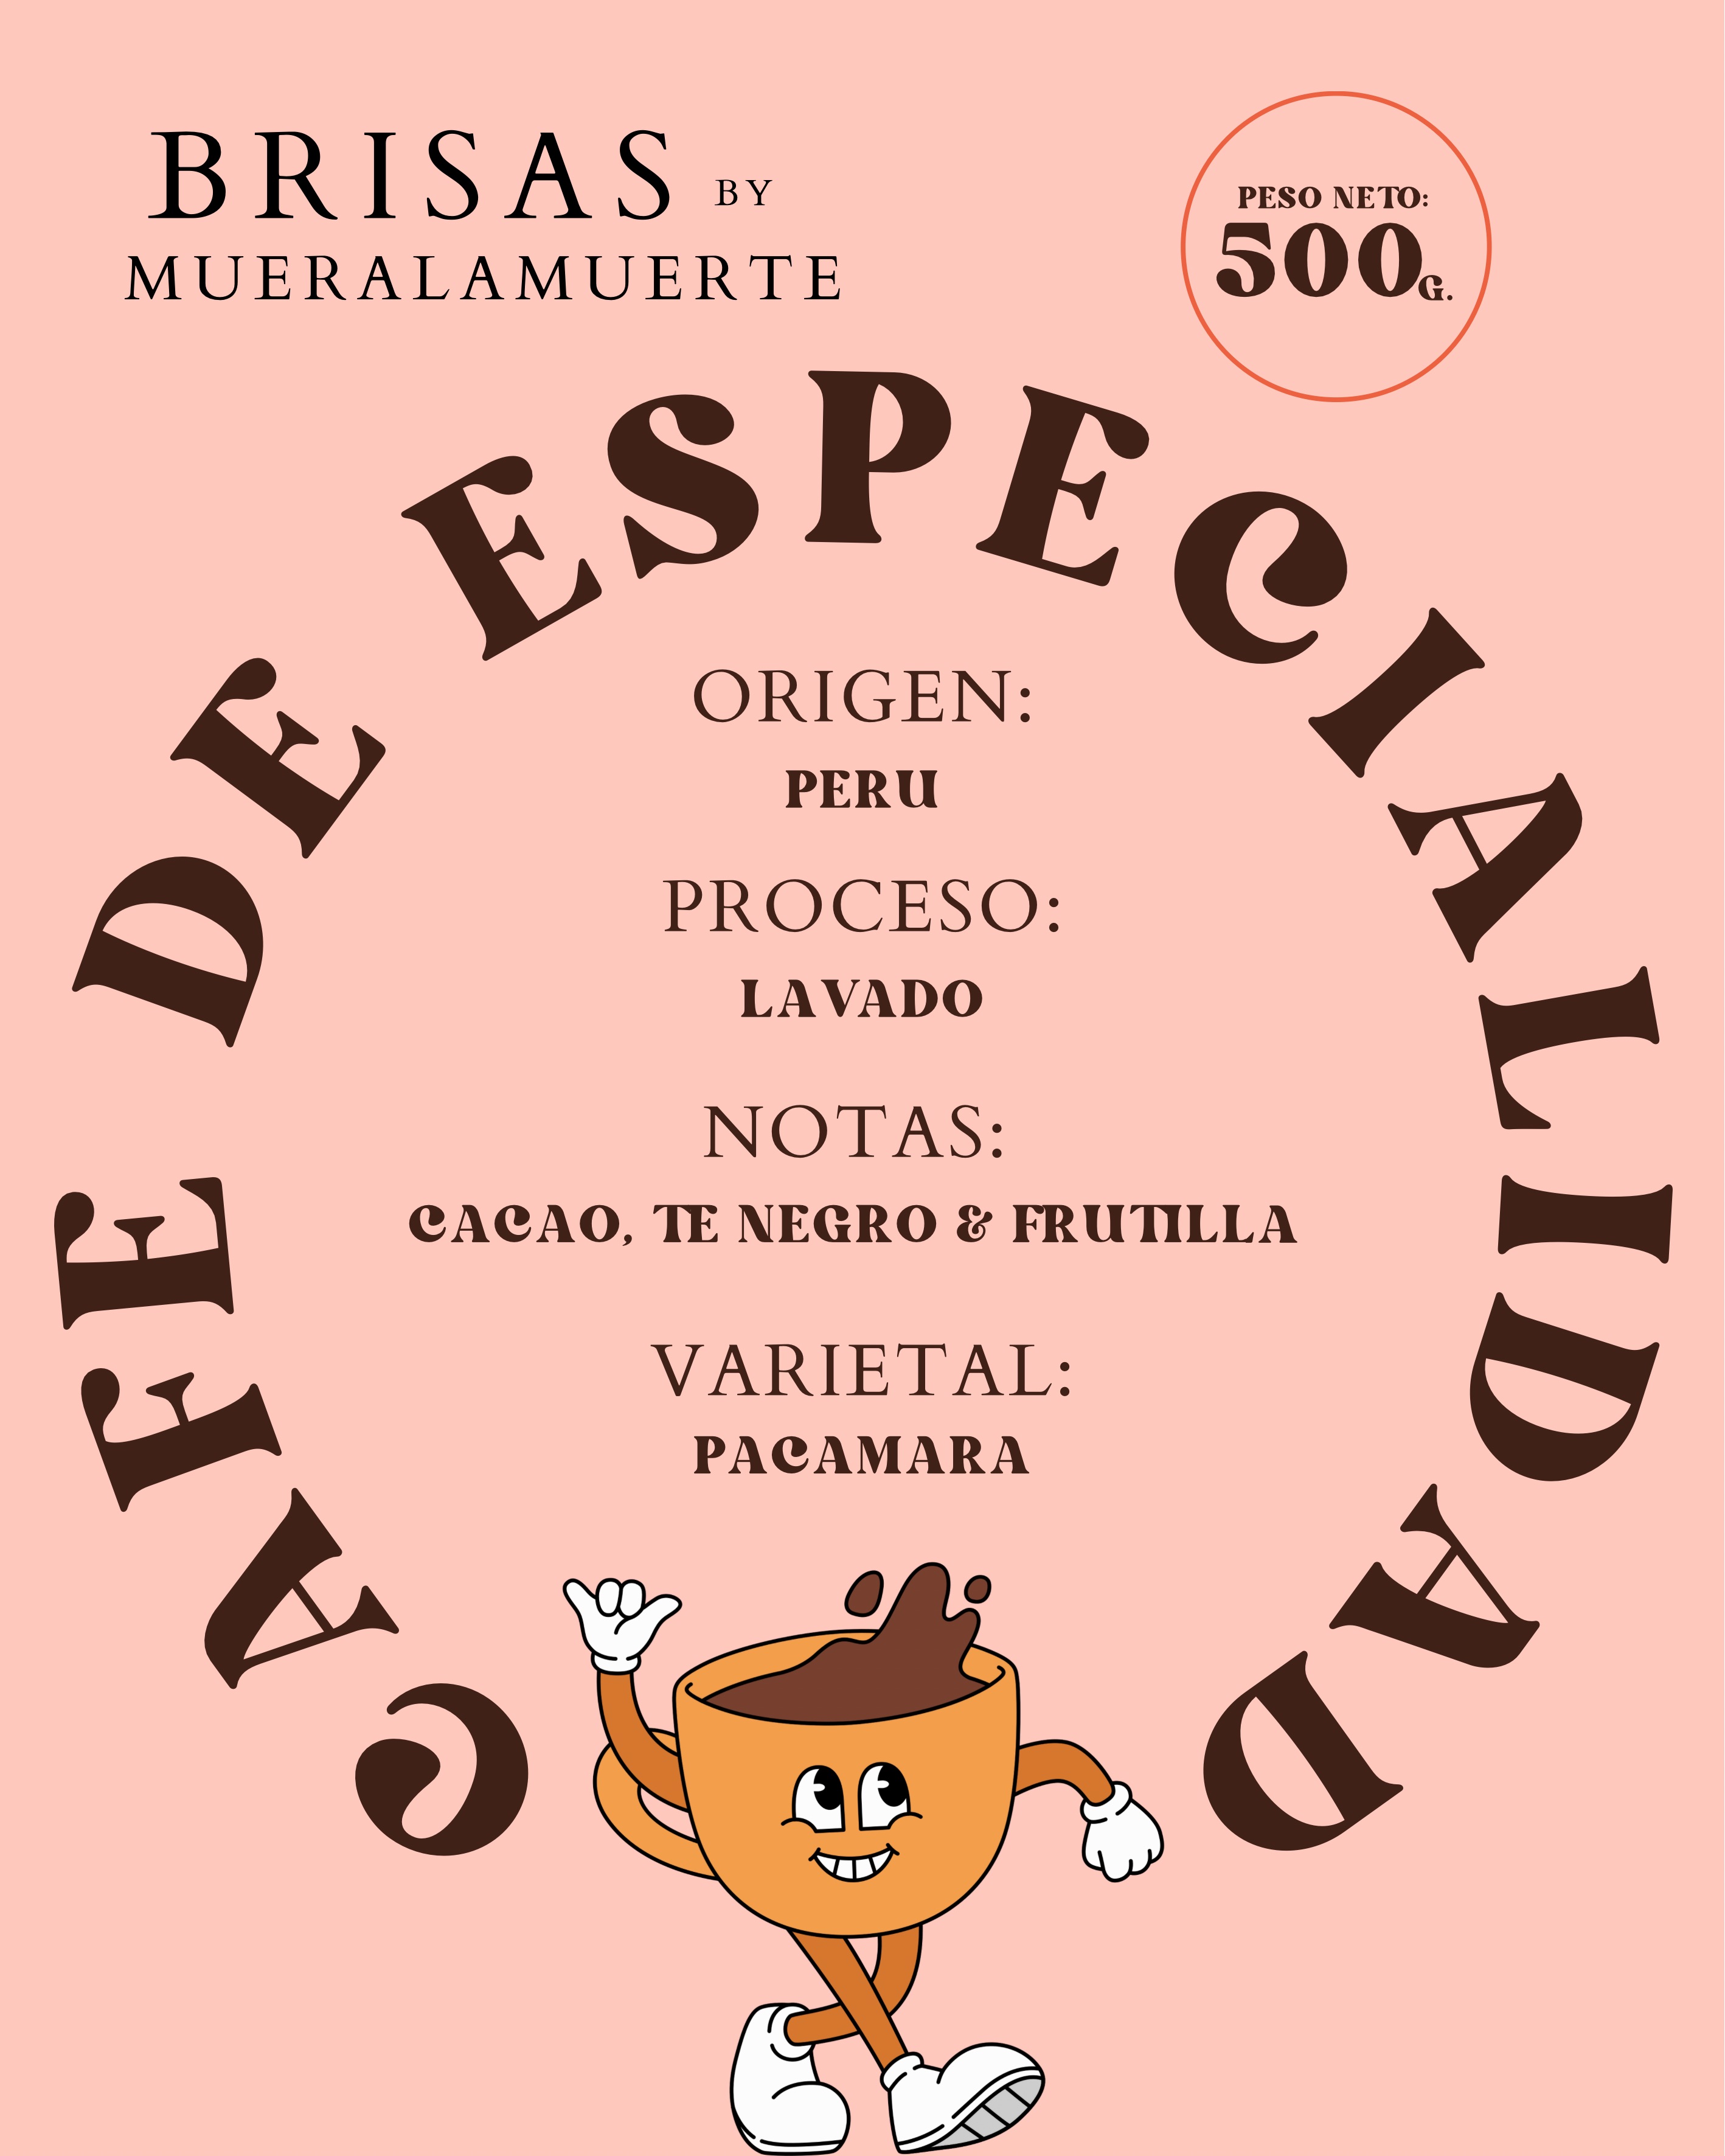 BRISAS BY
MUERALAMUERTE
PESO NETO:
500G.
CAFE DE ESPECIALIDAD
ORIGEN:
PERU
PROCESO:
LAVADO
NOTAS:
CACAO, TE NEGRO & FRUTILLA
VARIETAL:
PACAMARA